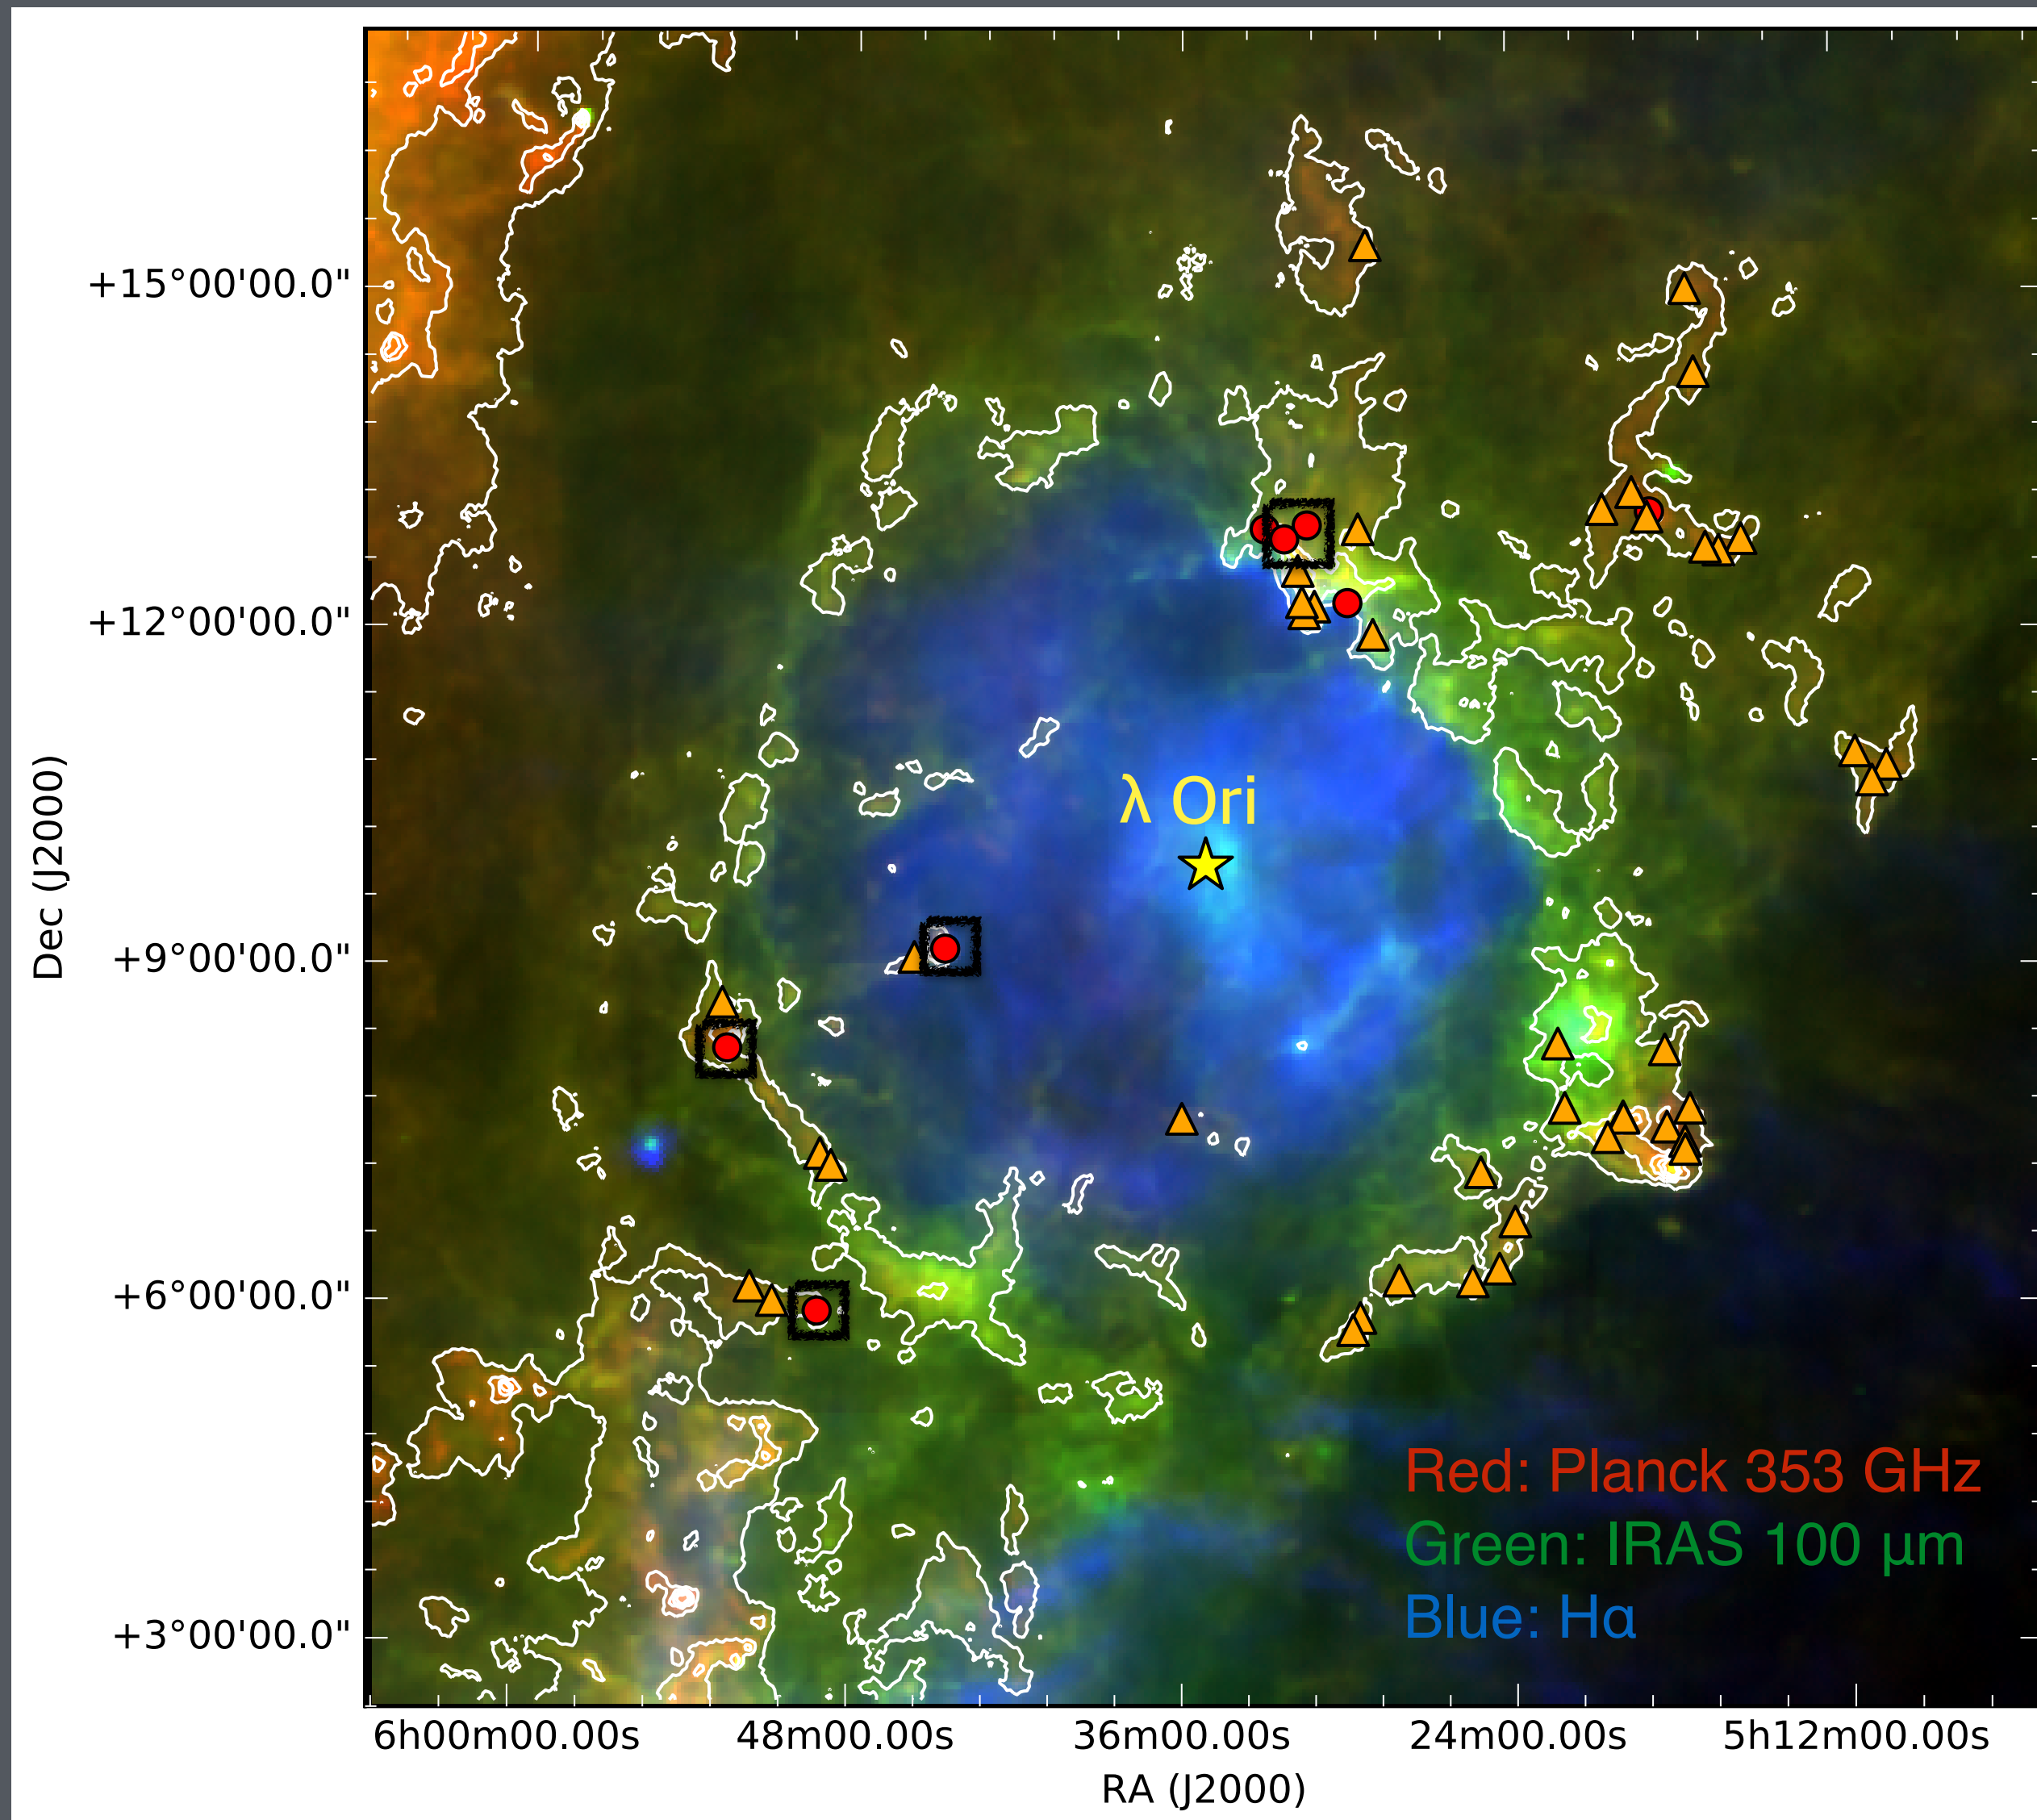 +15°00'00.0"
+12°00'00.0"
λ Ori
+9°00'00.0"
+6°00'00.0"
+3°00'00.0"
Dec (J2000)
Red: Planck 353 GHz
Green: IRAS 100 μm
Blue: Hα
6h00m00.00s 48m00.00s 36m00.00s 24m00.00s 5h12m00.00s
RA (J2000)